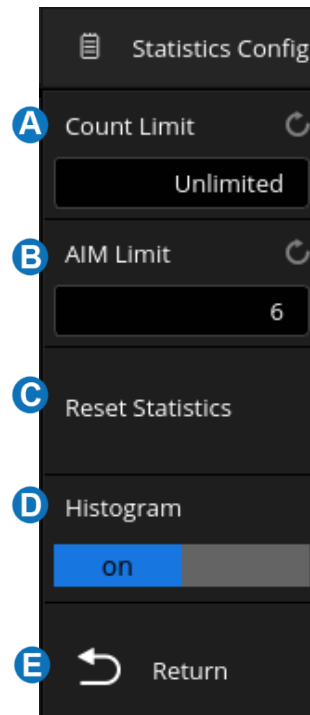 Statistics Config
A Count Limit
Unlimited
B AIM Limit
6
C Reset Statistics
D Histogram
on
E Return